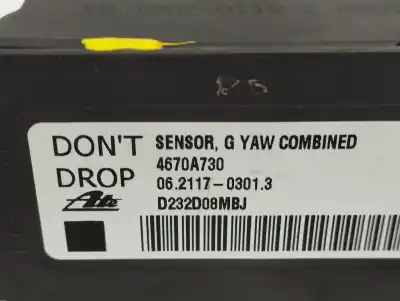 DON'T
DROP
Ate
SENSOR, G YAW COMBINED
4670A730
06.2117-0301.3
D232D08MBJ